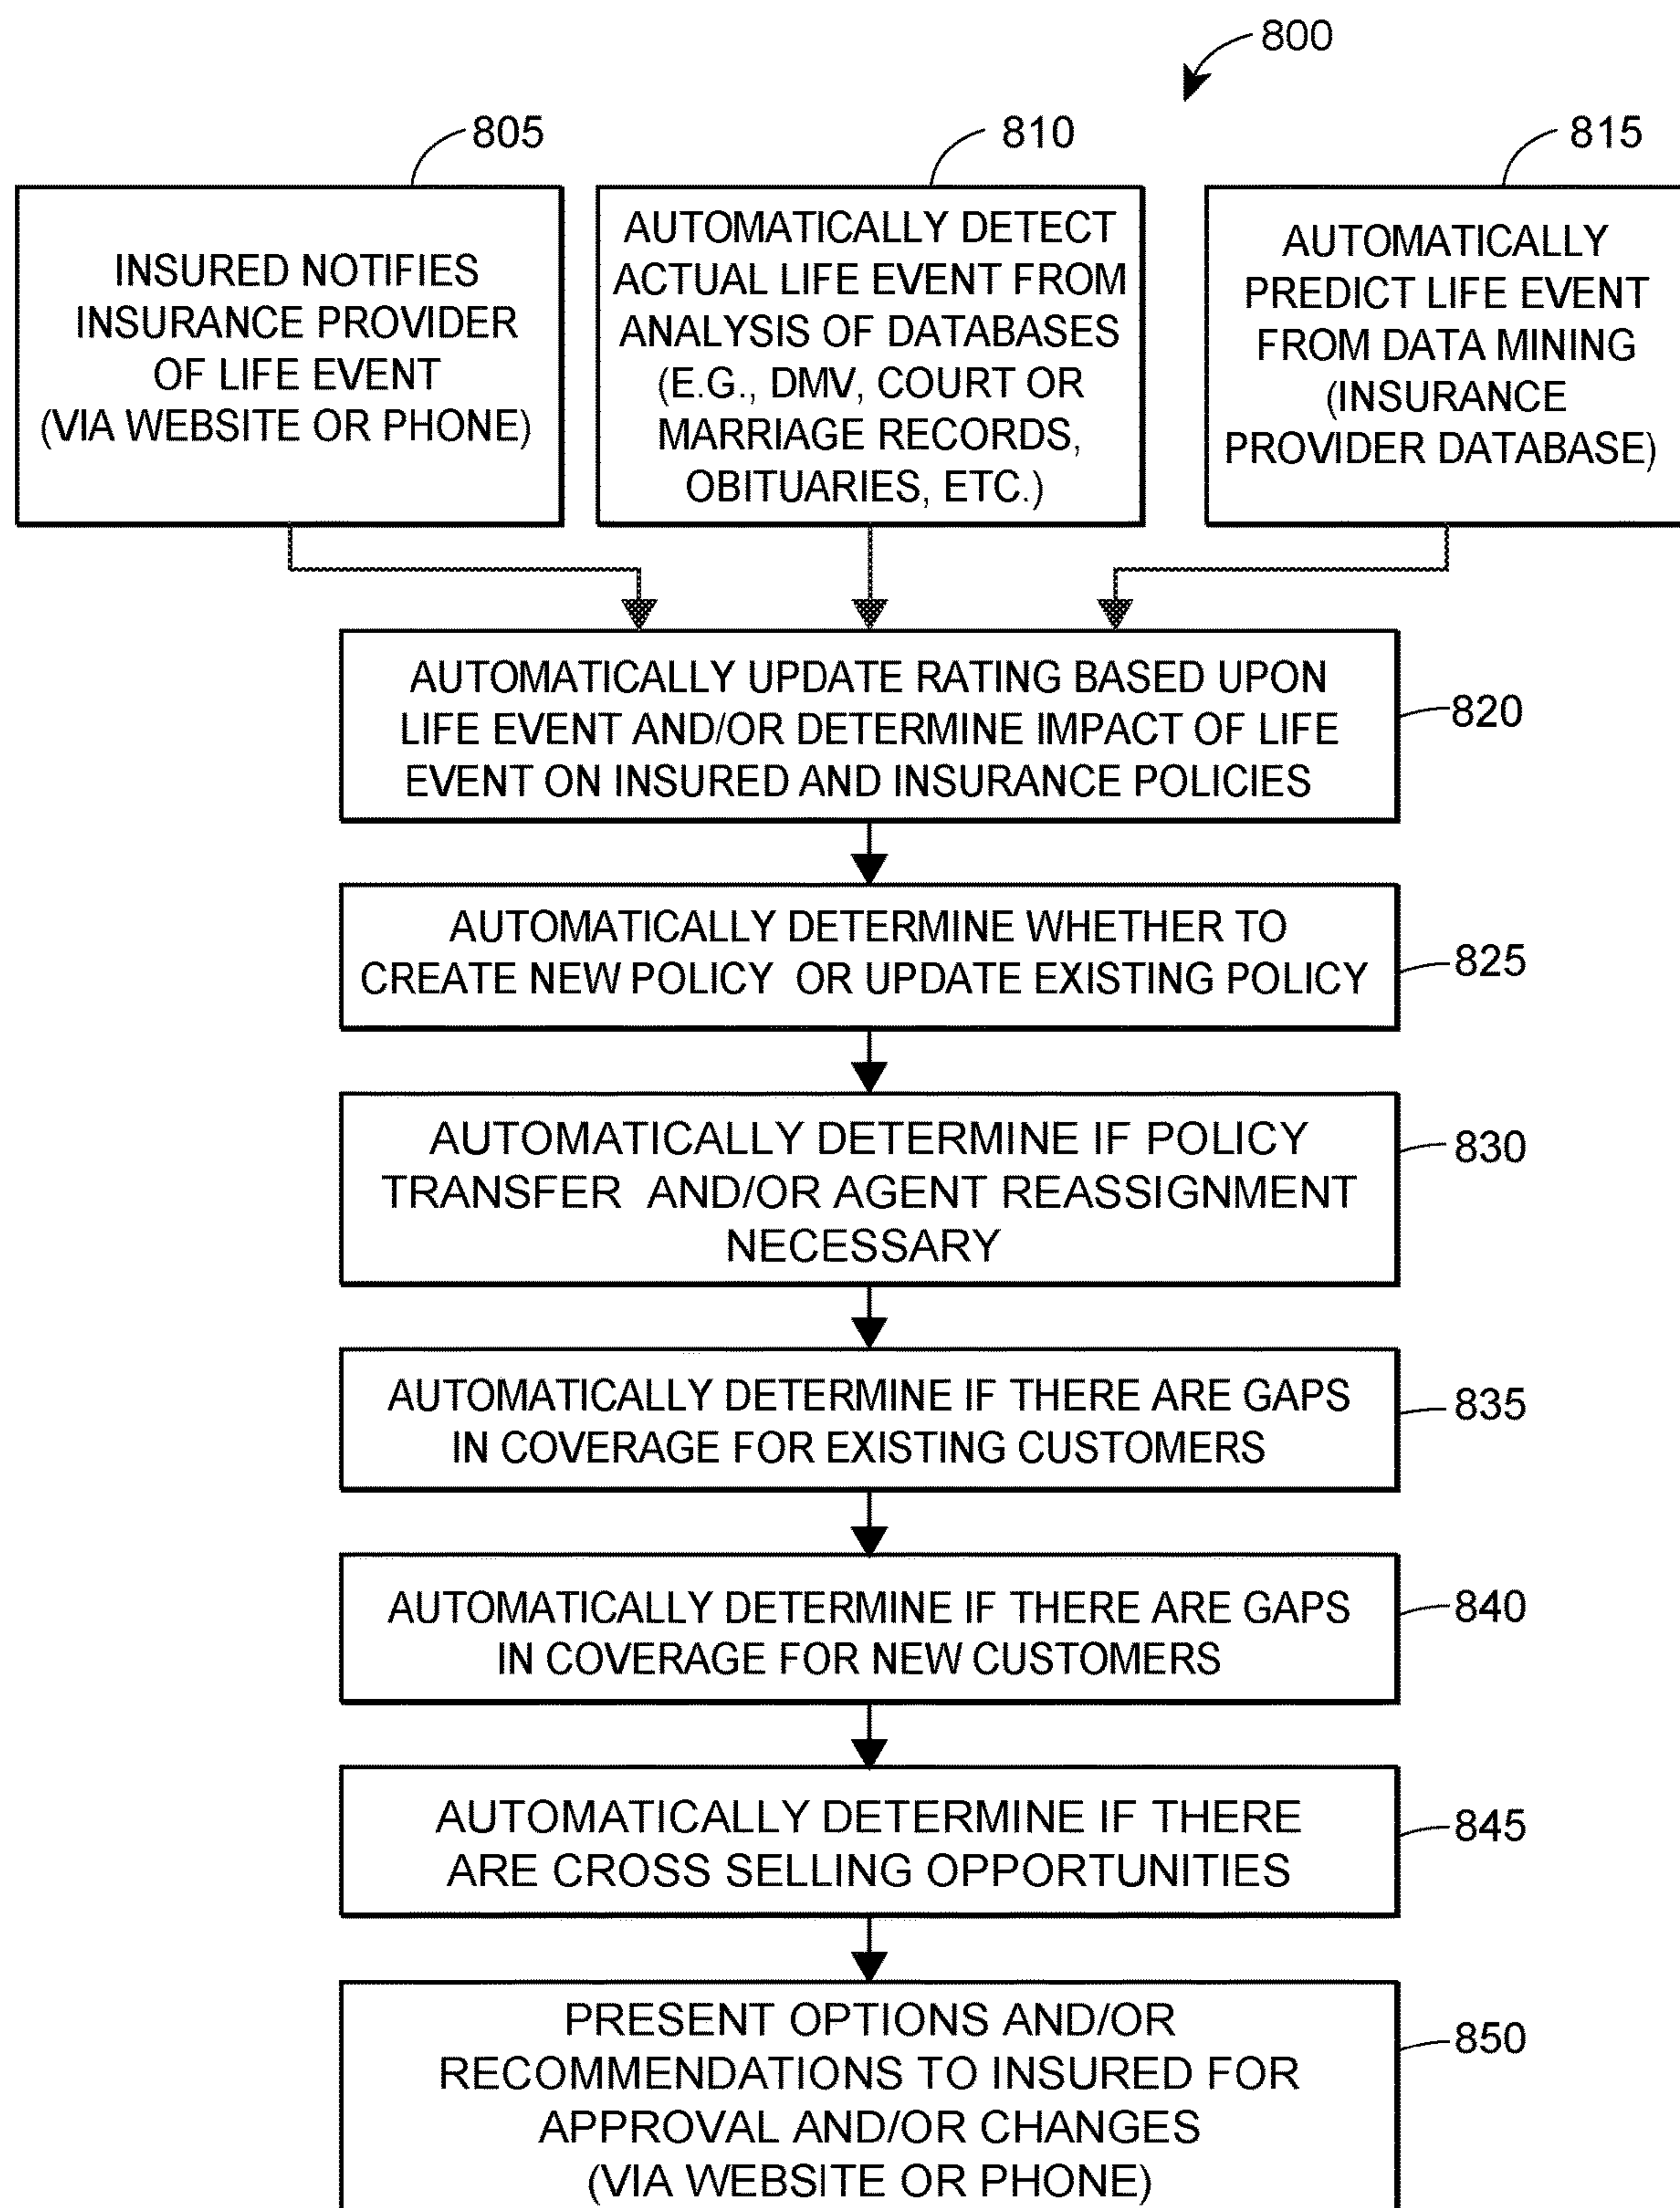 800
805
INSURED NOTIFIES
INSURANCE PROVIDER
OF LIFE EVENT
(VIA WEBSITE OR PHONE)
810
AUTOMATICALLY DETECT
ACTUAL LIFE EVENT FROM
ANALYSIS OF DATABASES
(E.G., DMV, COURT OR
MARRIAGE RECORDS,
OBITUARIES, ETC.)
815
AUTOMATICALLY
PREDICT LIFE EVENT
FROM DATA MINING
(INSURANCE
PROVIDER DATABASE)
AUTOMATICALLY UPDATE RATING BASED UPON
LIFE EVENT AND/OR DETERMINE IMPACT OF LIFE
EVENT ON INSURED AND INSURANCE POLICIES
820
AUTOMATICALLY DETERMINE WHETHER TO
CREATE NEW POLICY OR UPDATE EXISTING POLICY
825
AUTOMATICALLY DETERMINE IF POLICY
TRANSFER AND/OR AGENT REASSIGNMENT
NECESSARY
830
AUTOMATICALLY DETERMINE IF THERE ARE GAPS
IN COVERAGE FOR EXISTING CUSTOMERS
835
AUTOMATICALLY DETERMINE IF THERE ARE GAPS
IN COVERAGE FOR NEW CUSTOMERS
840
AUTOMATICALLY DETERMINE IF THERE
ARE CROSS SELLING OPPORTUNITIES
845
PRESENT OPTIONS AND/OR
RECOMMENDATIONS TO INSURED FOR
APPROVAL AND/OR CHANGES
(VIA WEBSITE OR PHONE)
850